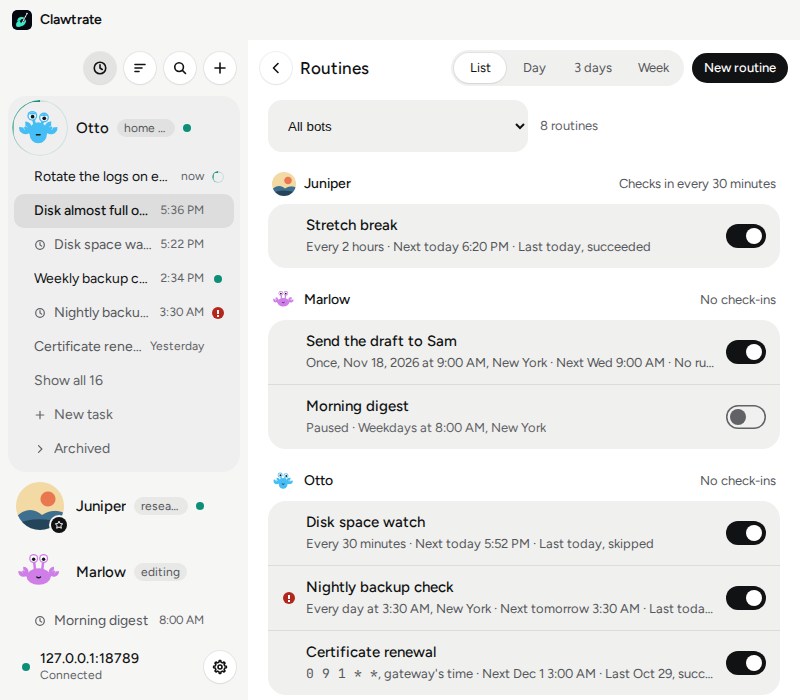 Clawtrate
Otto home ...
Rotate the logs on e... now
Disk almost full o... 5:36 PM
Disk space wa... 5:22 PM
Weekly backup c... 2:34 PM
Nightly backu... 3:30 AM
Certificate rene... Yesterday
Show all 16
New task
Archived
Juniper resea...
Marlow editing
Morning digest 8:00 AM
127.0.0.1:18789
Connected
Routines List Day 3 days Week New routine
All bots 8 routines
Juniper Checks in every 30 minutes
Stretch break
Every 2 hours · Next today 6:20 PM · Last today, succeeded
Marlow No check-ins
Send the draft to Sam
Once, Nov 18, 2026 at 9:00 AM, New York · Next Wed 9:00 AM · No ru...
Morning digest
Paused · Weekdays at 8:00 AM, New York
Otto No check-ins
Disk space watch
Every 30 minutes · Next today 5:52 PM · Last today, skipped
Nightly backup check
Every day at 3:30 AM, New York · Next tomorrow 3:30 AM · Last toda...
Certificate renewal
0 9 1 * *, gateway's time · Next Dec 1 3:00 AM · Last Oct 29, succ...